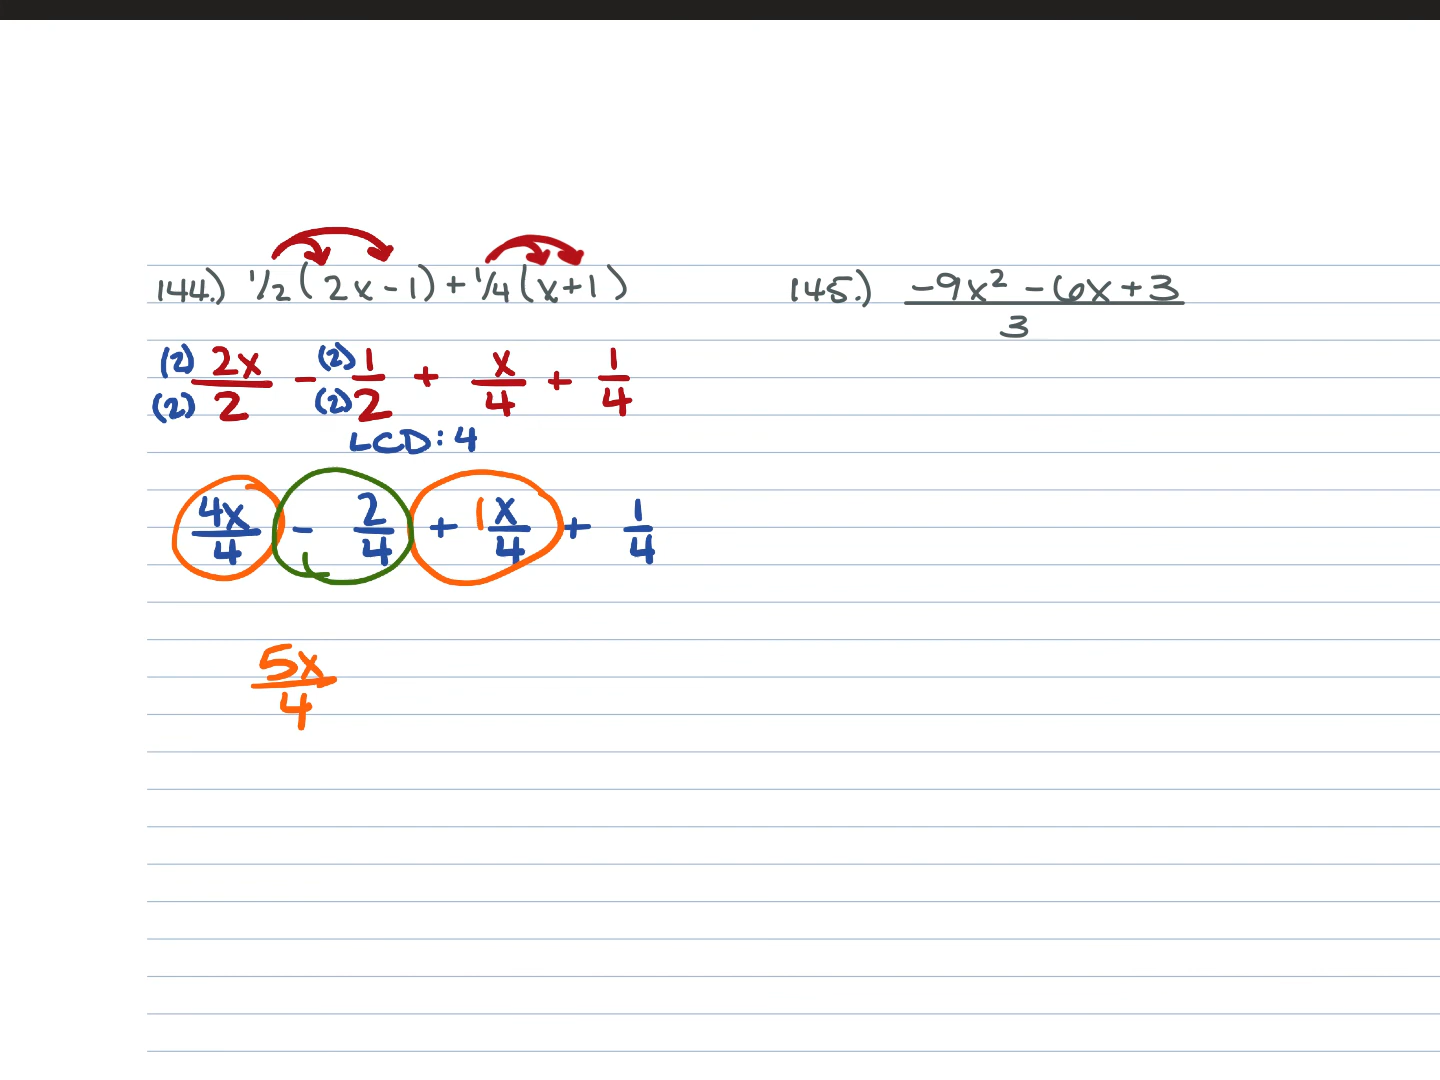 144.) 1/2 (2x - 1) + 1/4 (x + 1)
(2) 2x/(2) 2 - (2) 1/(2) 2 + x/4 + 1/4
LCD: 4
4x/4 - 2/4 + 1x/4 + 1/4
5x/4
145.) -9x² - 6x + 3
3